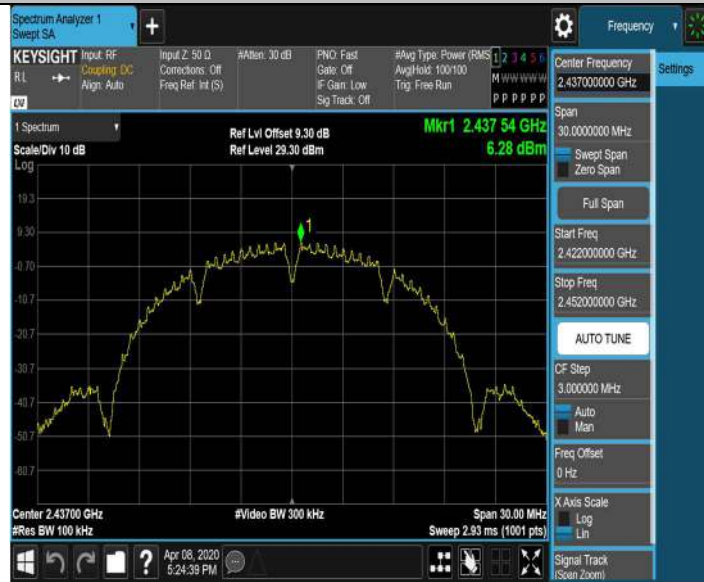 Spectrum Analyzer 1
Swept SA
Frequency
KEYSIGHT
RL
Input: RF
Coupling: DC
Align: Auto
Input Z: 50 Ω
Corrections: Off
Freq Ref: Int (S)
#Atten: 30 dB
PNO: Fast
Gate: Off
IF Gain: Low
Sig Track: Off
#Avg Type: Power (RMS
Avg|Hold: 100/100
Trig: Free Run
1 2 3 4 5 6
M W W W W W
P P P P P P
1 Spectrum
Scale/Div 10 dB
Log
Ref Lvl Offset 9.30 dB
Ref Level 29.30 dBm
Mkr1 2.437 54 GHz
6.28 dBm
19.3
9.30
-0.70
-10.7
-20.7
-30.7
-40.7
-50.7
-60.7
1
Center 2.43700 GHz
#Res BW 100 kHz
#Video BW 300 kHz
Span 30.00 MHz
Sweep 2.93 ms (1001 pts)
Apr 08, 2020
5:24:39 PM
Center Frequency
2.437000000 GHz
Settings
Span
30.0000000 MHz
Swept Span
Zero Span
Full Span
Start Freq
2.422000000 GHz
Stop Freq
2.452000000 GHz
AUTO TUNE
CF Step
3.000000 MHz
Auto
Man
Freq Offset
0 Hz
X Axis Scale
Log
Lin
Signal Track
(Span Zoom)